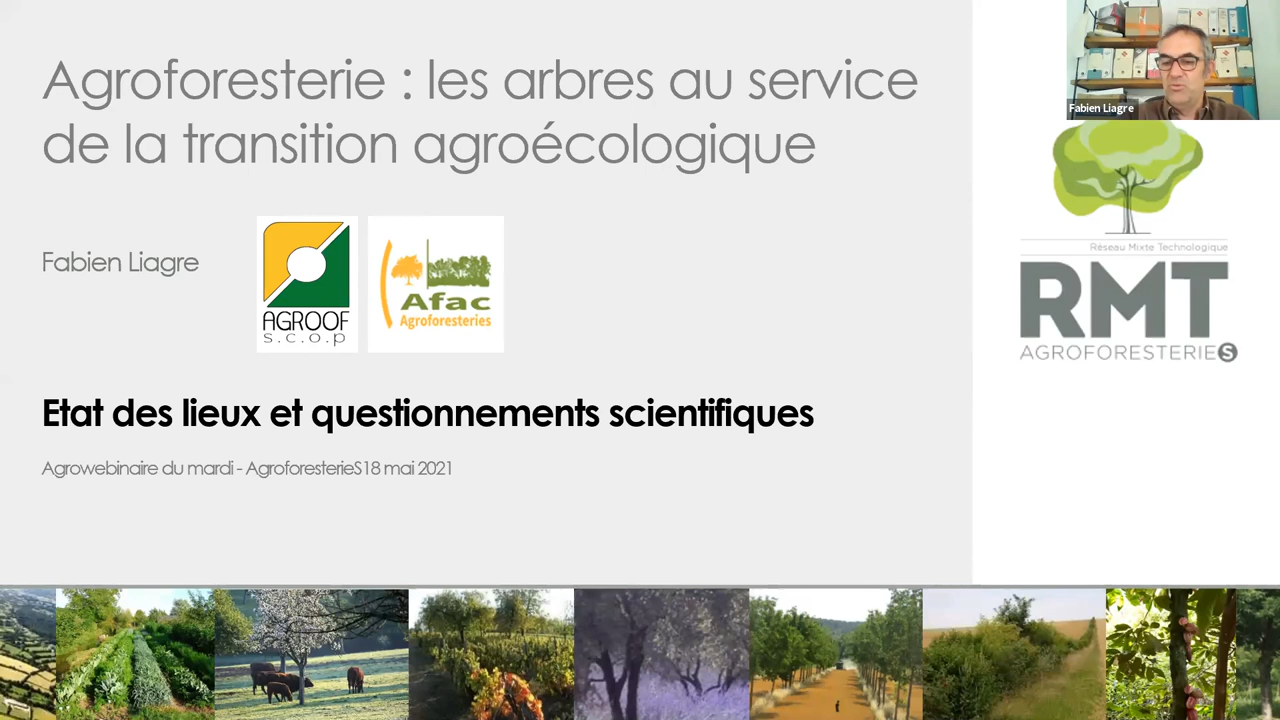 Agroforesterie : les arbres au service
de la transition agroécologique
Fabien Liagre
Fabien Liagre
AGROOF
s.c.o.p
Afac
Agroforesteries
Réseau Mixte Technologique
RMT
AGROFORESTERIES
Etat des lieux et questionnements scientifiques
Agrowebinaire du mardi - AgroforesterieS18 mai 2021